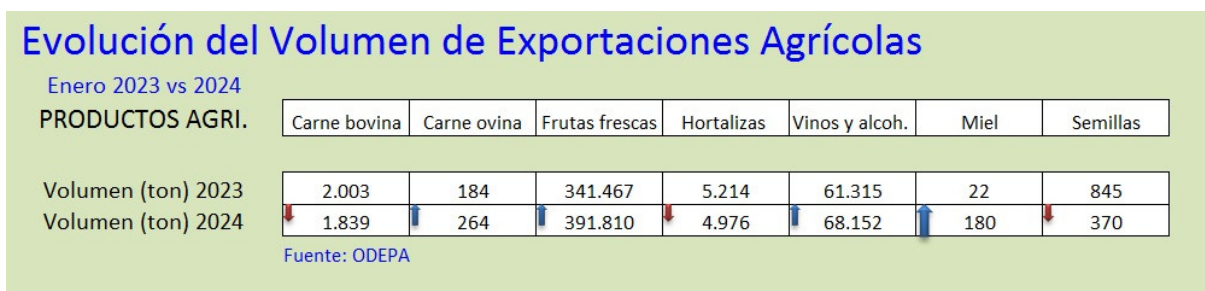 Evolución del Volumen de Exportaciones Agrícolas
Enero 2023 vs 2024
PRODUCTOS AGRI. Carne bovina Carne ovina Frutas frescas Hortalizas Vinos y alcoh. Miel Semillas
Volumen (ton) 2023 2.003 184 341.467 5.214 61.315 22 845
Volumen (ton) 2024 1.839 264 391.810 4.976 68.152 180 370
Fuente: ODEPA